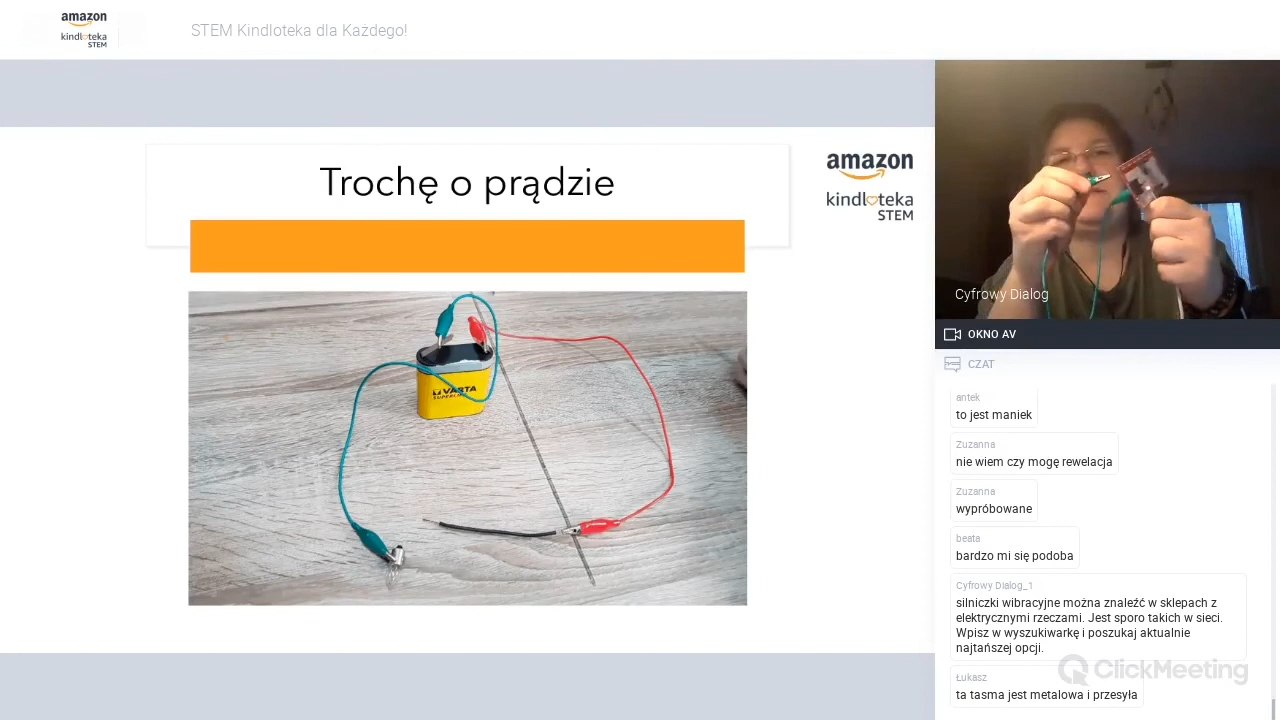 amazon
kindloteka
STEM
STEM Kindloteka dla Każdego!
Trochę o prądzie
amazon
kindloteka
STEM
VARTA
SUPERLIFE
Cyfrowy Dialog
OKNO AV
CZAT
antek
to jest maniek
Zuzanna
nie wiem czy mogę rewelacja
Zuzanna
wypróbowane
beata
bardzo mi się podoba
Cyfrowy Dialog_1
silniczki wibracyjne można znaleźć w sklepach z
elektrycznymi rzeczami. Jest sporo takich w sieci.
Wpisz w wyszukiwarkę i poszukaj aktualnie
najtańszej opcji.
ClickMeeting
Łukasz
ta tasma jest metalowa i przesyła